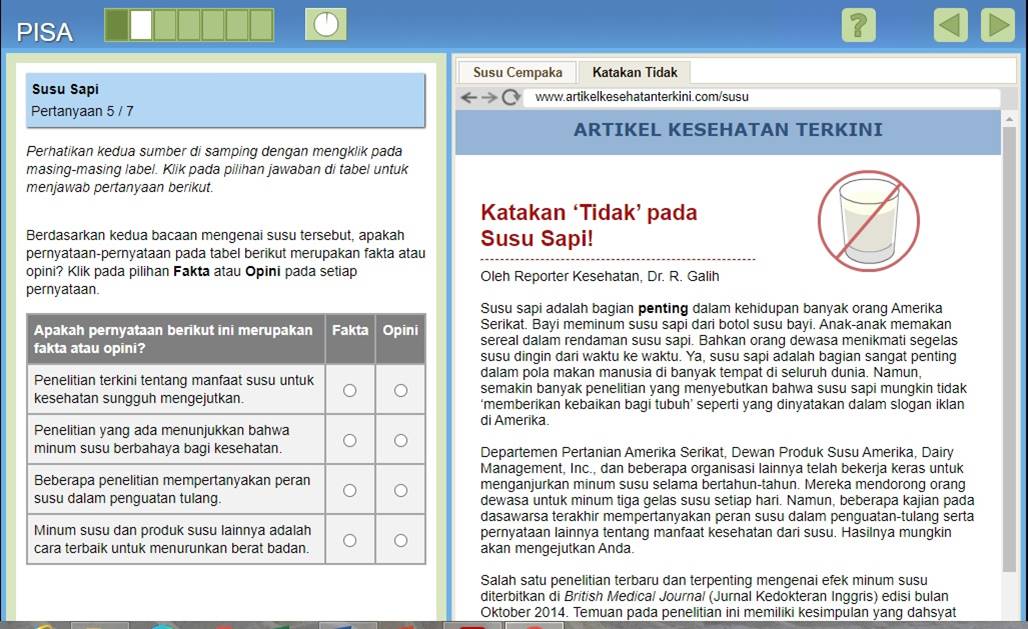 PISA
?
Susu Sapi
Pertanyaan 5 / 7
Perhatikan kedua sumber di samping dengan mengklik pada
masing-masing label. Klik pada pilihan jawaban di tabel untuk
menjawab pertanyaan berikut.
Berdasarkan kedua bacaan mengenai susu tersebut, apakah
pernyataan-pernyataan pada tabel berikut merupakan fakta atau
opini? Klik pada pilihan Fakta atau Opini pada setiap
pernyataan.
Apakah pernyataan berikut ini merupakan fakta atau opini? Fakta Opini
Penelitian terkini tentang manfaat susu untuk
kesehatan sungguh mengejutkan.
Penelitian yang ada menunjukkan bahwa
minum susu berbahaya bagi kesehatan.
Beberapa penelitian mempertanyakan peran
susu dalam penguatan tulang.
Minum susu dan produk susu lainnya adalah
cara terbaik untuk menurunkan berat badan.
Susu Cempaka Katakan Tidak
www.artikelkesehatanterkini.com/susu
ARTIKEL KESEHATAN TERKINI
Katakan ‘Tidak’ pada
Susu Sapi!
Oleh Reporter Kesehatan, Dr. R. Galih
Susu sapi adalah bagian penting dalam kehidupan banyak orang Amerika
Serikat. Bayi meminum susu sapi dari botol susu bayi. Anak-anak memakan
sereal dalam rendaman susu sapi. Bahkan orang dewasa menikmati segelas
susu dingin dari waktu ke waktu. Ya, susu sapi adalah bagian sangat penting
dalam pola makan manusia di banyak tempat di seluruh dunia. Namun,
semakin banyak penelitian yang menyebutkan bahwa susu sapi mungkin tidak
‘memberikan kebaikan bagi tubuh’ seperti yang dinyatakan dalam slogan iklan
di Amerika.
Departemen Pertanian Amerika Serikat, Dewan Produk Susu Amerika, Dairy
Management, Inc., dan beberapa organisasi lainnya telah bekerja keras untuk
menganjurkan minum susu selama bertahun-tahun. Mereka mendorong orang
dewasa untuk minum tiga gelas susu setiap hari. Namun, beberapa kajian pada
dasawarsa terakhir mempertanyakan peran susu dalam penguatan-tulang serta
pernyataan lainnya tentang manfaat kesehatan dari susu. Hasilnya mungkin
akan mengejutkan Anda.
Salah satu penelitian terbaru dan terpenting mengenai efek minum susu
diterbitkan di British Medical Journal (Jurnal Kedokteran Inggris) edisi bulan
Oktober 2014. Temuan pada penelitian ini memiliki kesimpulan yang dahsyat